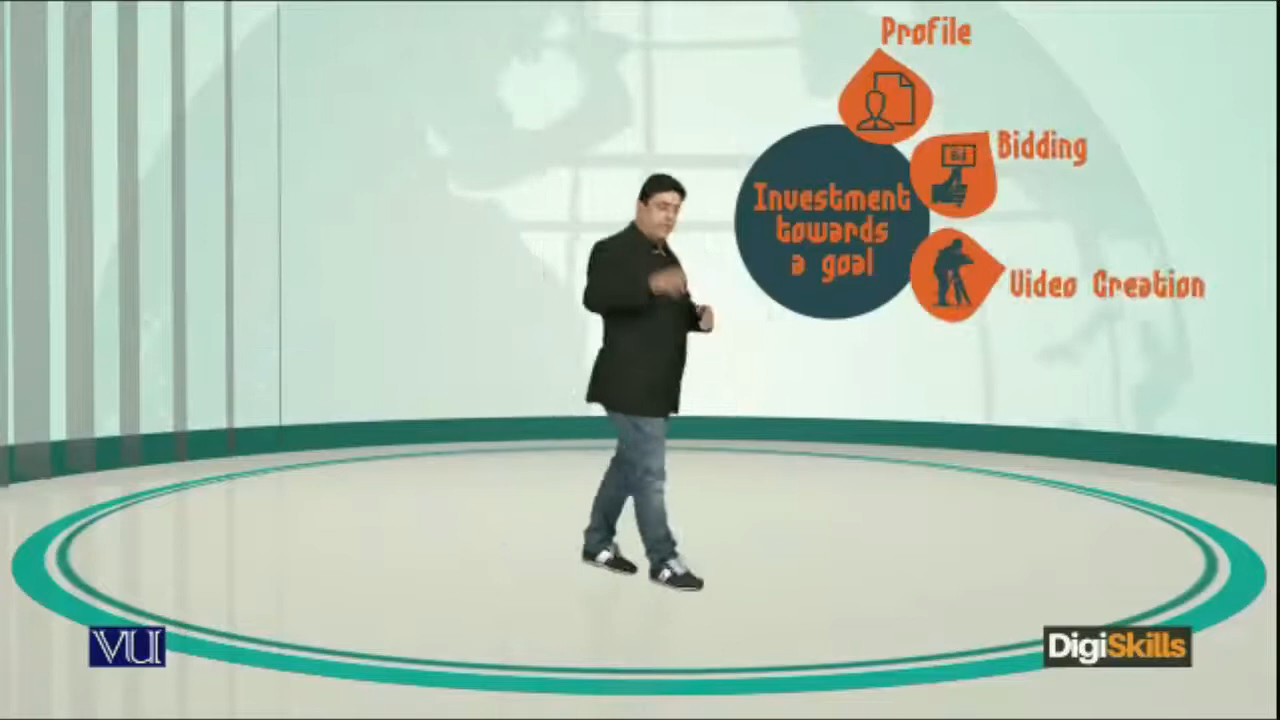 Profile
Bidding
Investment
towards
a goal
Video Creation
VU
DigiSkills